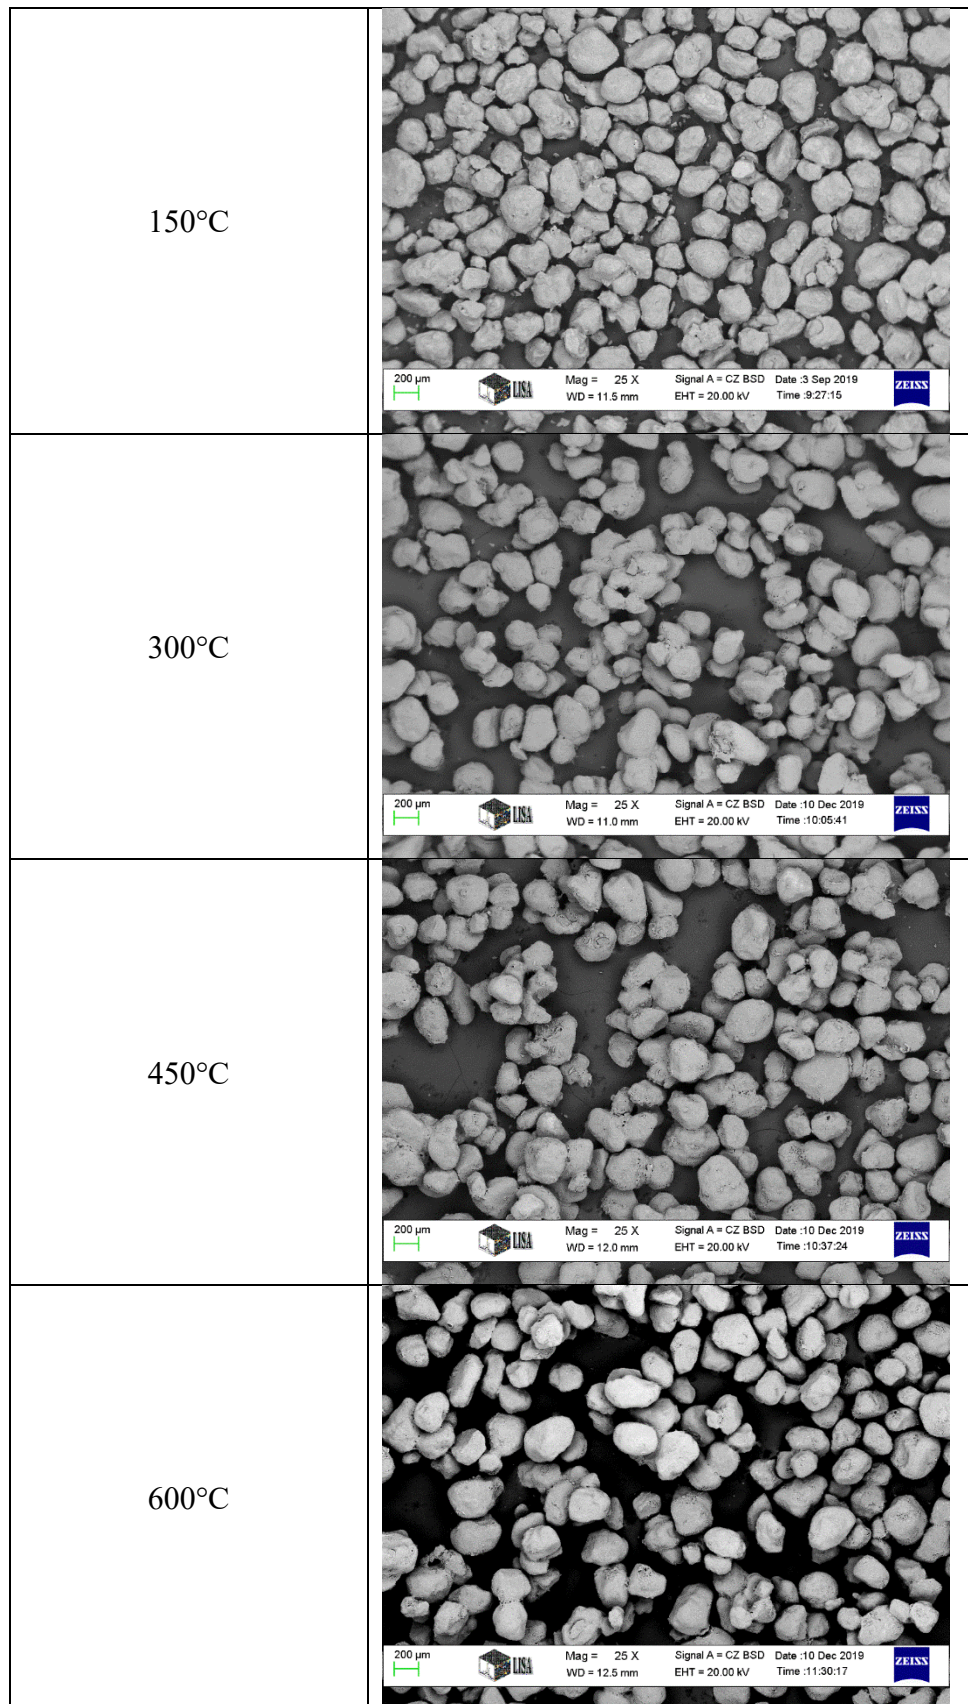 150°C
200 µm
LISA
Mag = 25 X
WD = 11.5 mm
Signal A = CZ BSD
EHT = 20.00 kV
Date :3 Sep 2019
Time :9:27:15
ZEISS
300°C
200 µm
LISA
Mag = 25 X
WD = 11.0 mm
Signal A = CZ BSD
EHT = 20.00 kV
Date :10 Dec 2019
Time :10:05:41
ZEISS
450°C
200 µm
LISA
Mag = 25 X
WD = 12.0 mm
Signal A = CZ BSD
EHT = 20.00 kV
Date :10 Dec 2019
Time :10:37:24
ZEISS
600°C
200 µm
LISA
Mag = 25 X
WD = 12.5 mm
Signal A = CZ BSD
EHT = 20.00 kV
Date :10 Dec 2019
Time :11:30:17
ZEISS